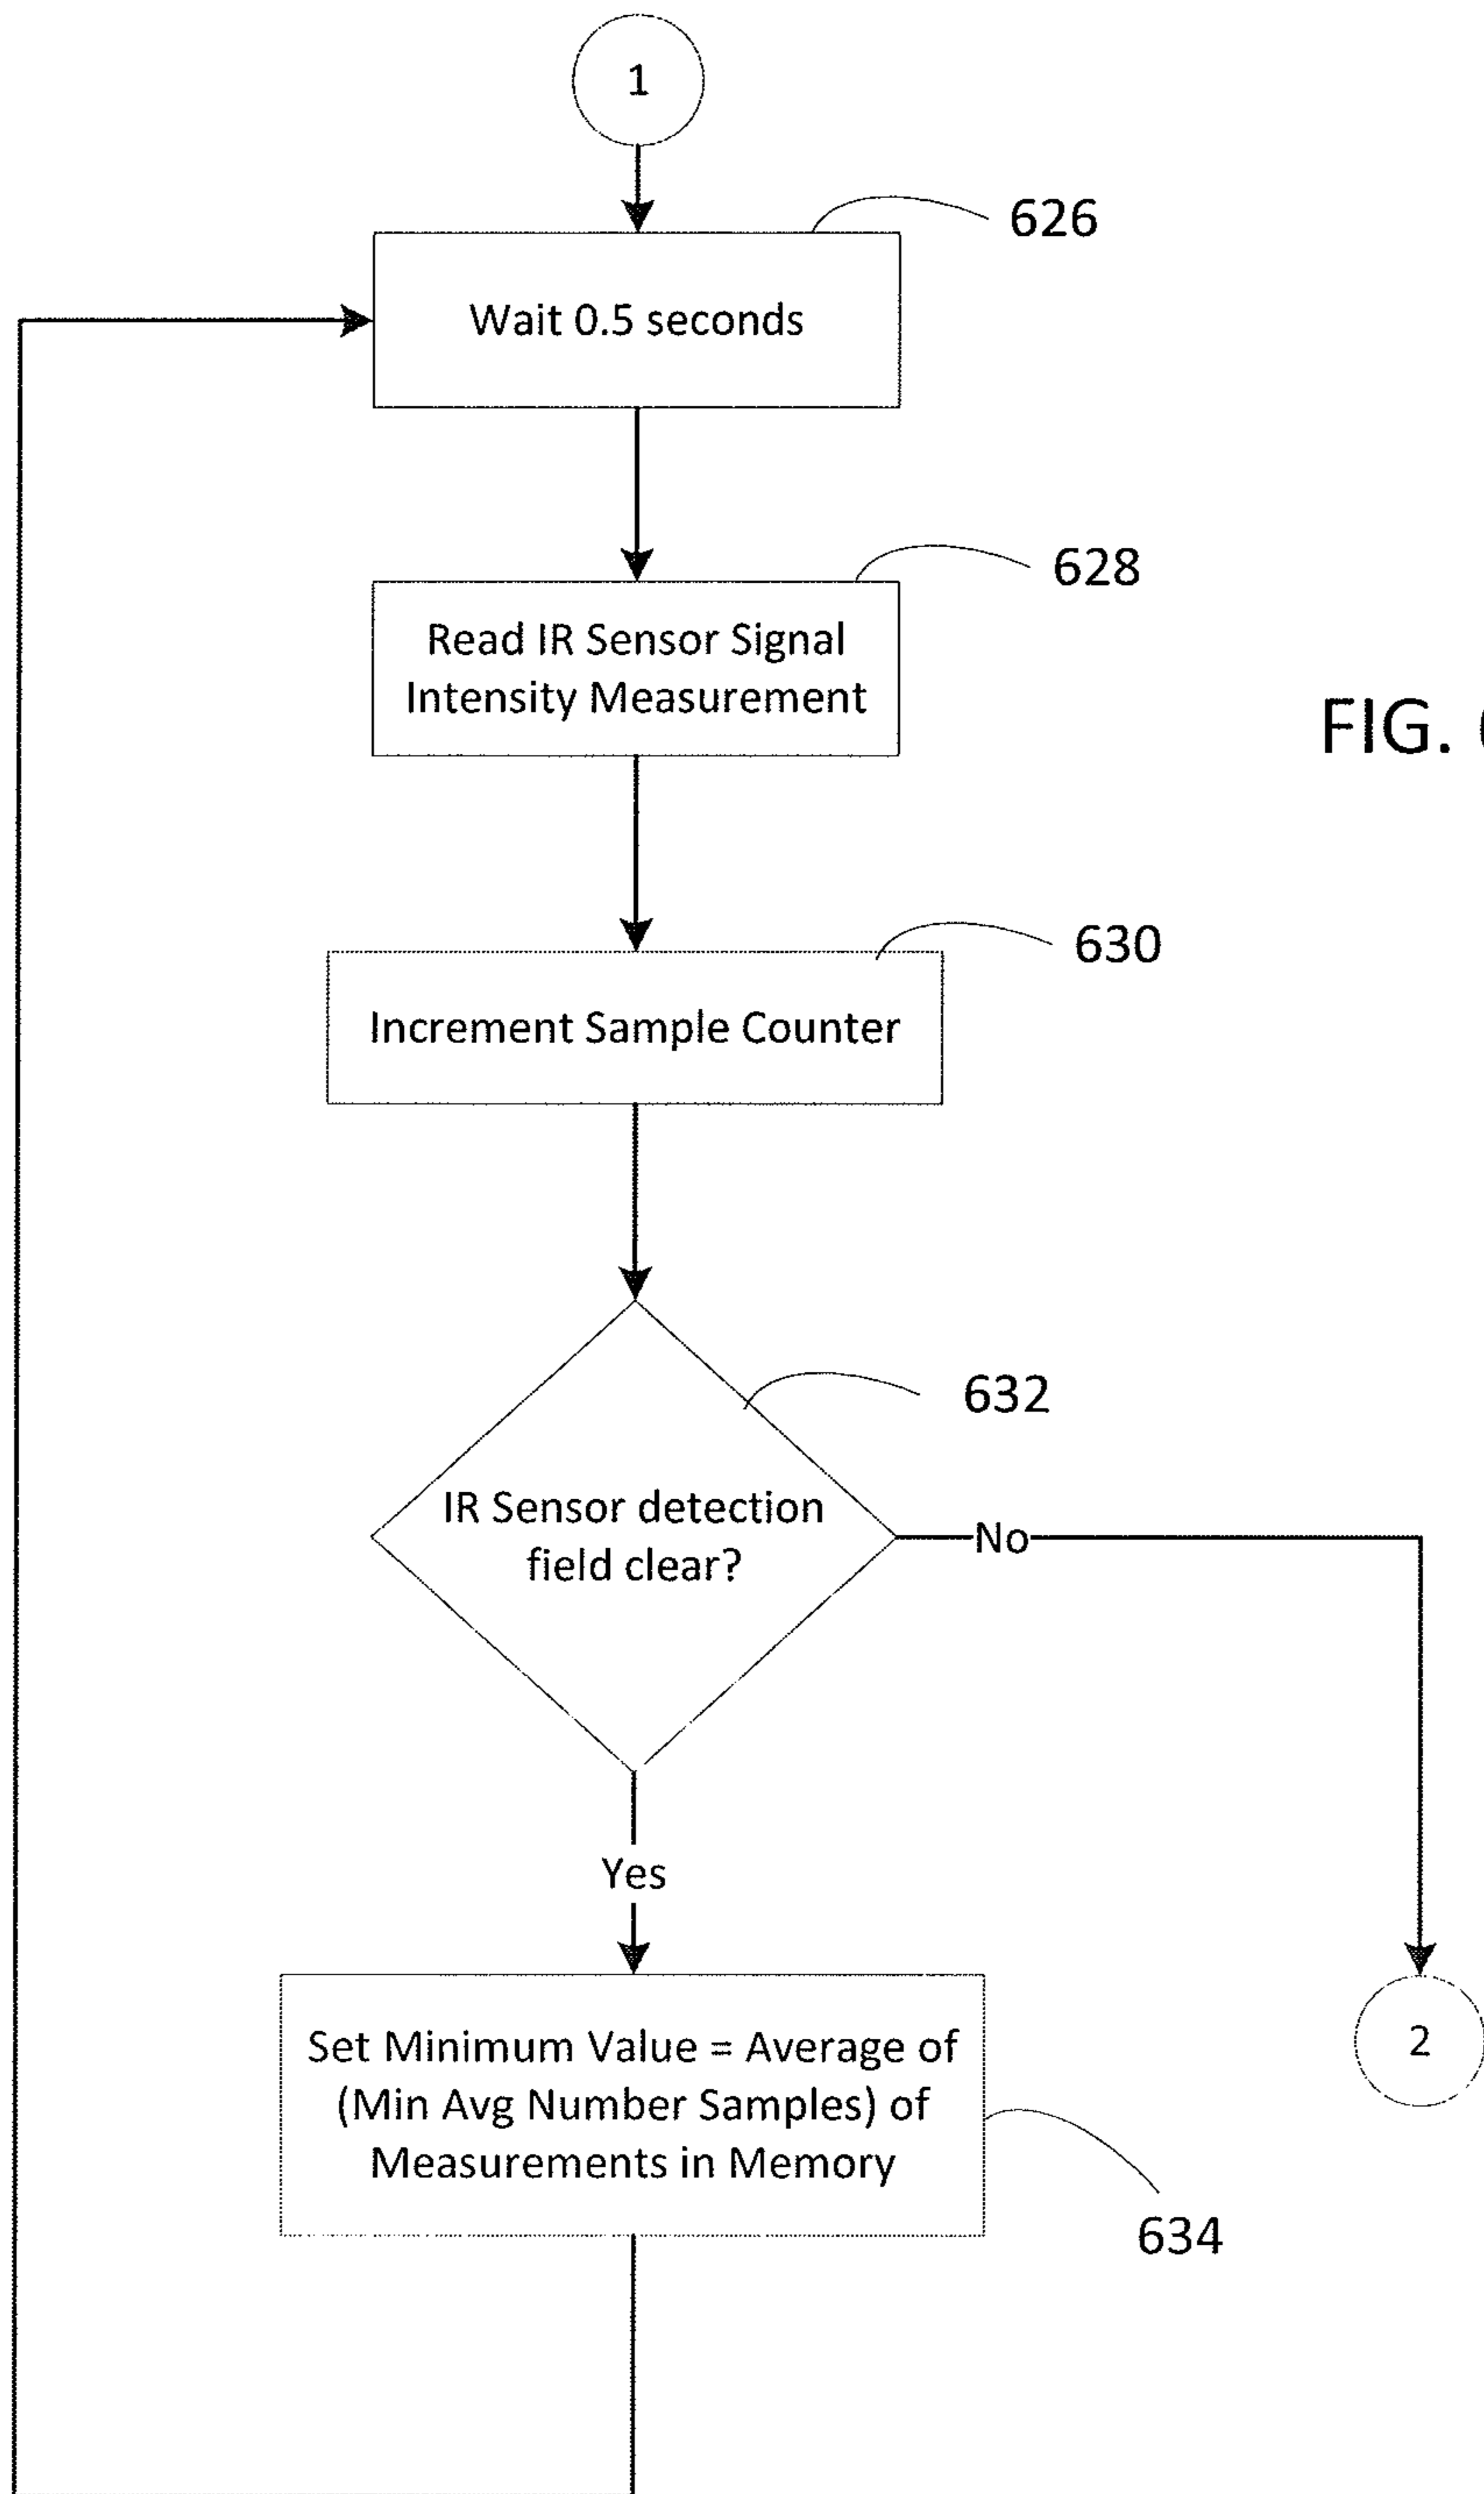 1
626
Wait 0.5 seconds
628
Read IR Sensor Signal
Intensity Measurement
FIG.
630
Increment Sample Counter
632
IR Sensor detection
field clear?
No
Yes
2
Set Minimum Value = Average of
(Min Avg Number Samples) of
Measurements in Memory
634